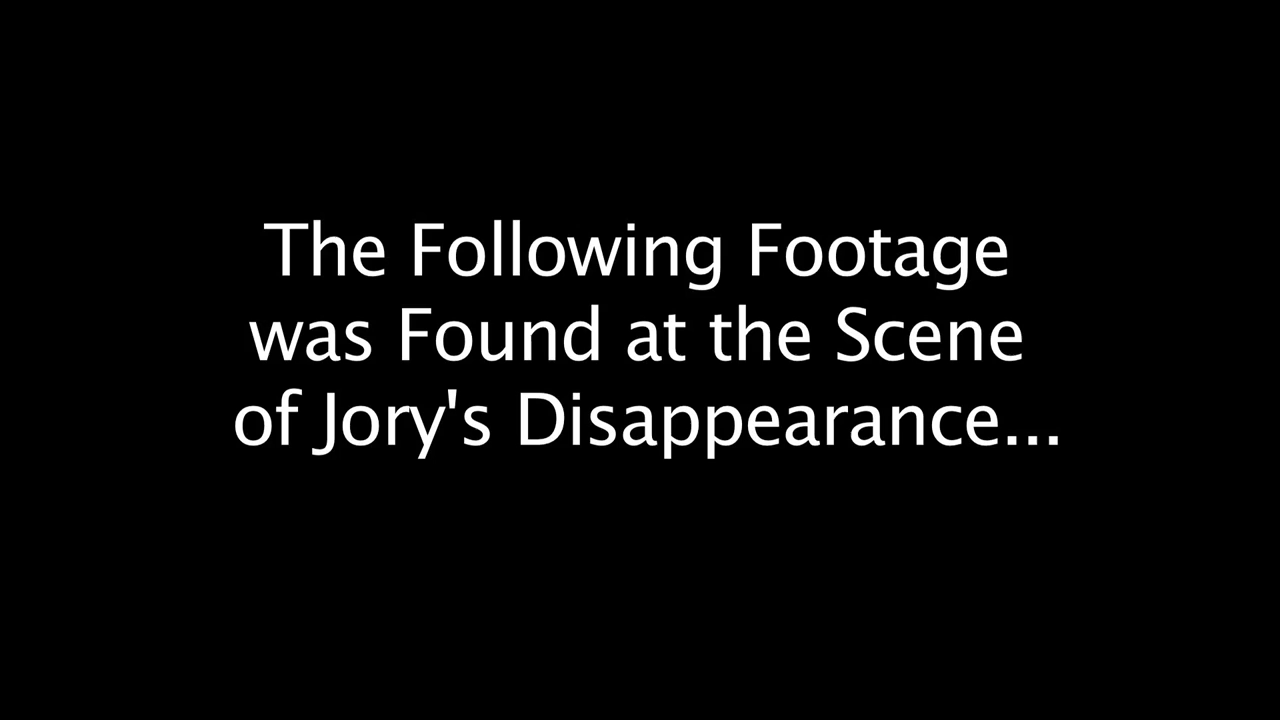 The Following Footage
was Found at the Scene
of Jory's Disappearance...